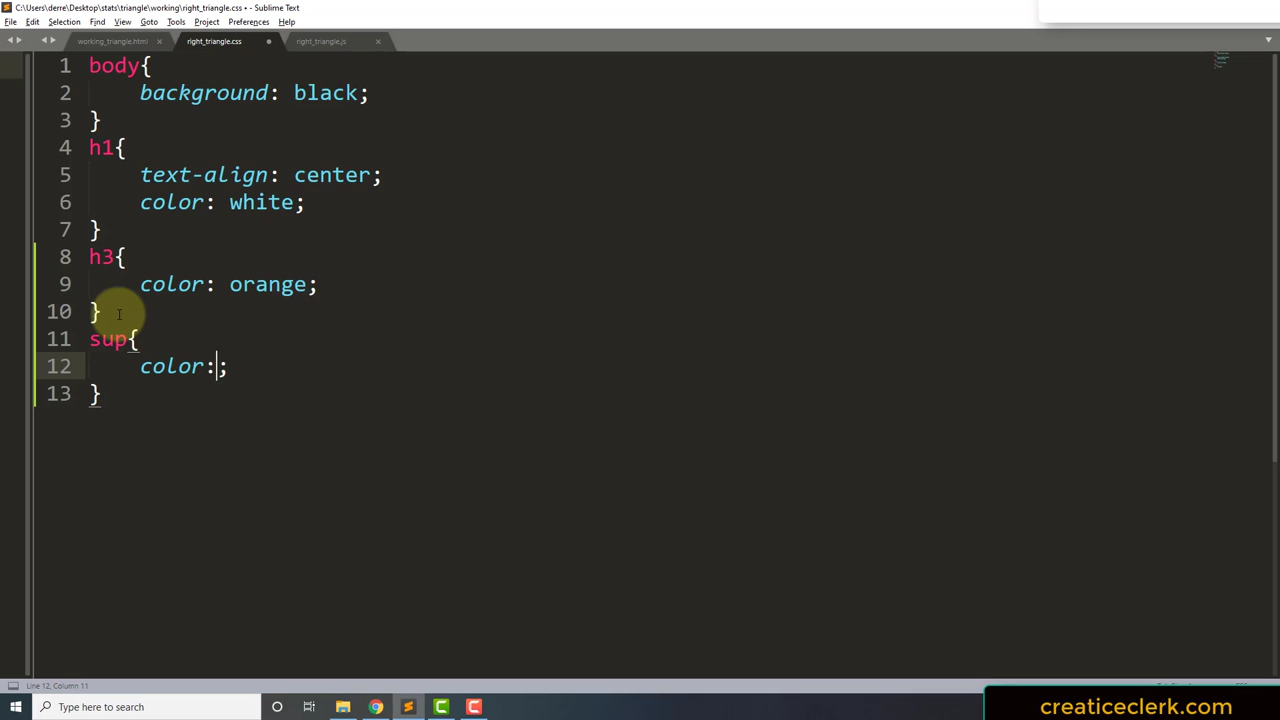 C:\Users\derre\Desktop\stats\triangle\working\right_triangle.css • - Sublime Text
File Edit Selection Find View Goto Tools Project Preferences Help
working_triangle.html right_triangle.css right_triangle.js
1 body{
2 background: black;
3 }
4 h1{
5 text-align: center;
6 color: white;
7 }
8 h3{
9 color: orange;
10 }
11 sup{
12 color:;
13 }
Line 12, Column 11
Type here to search
creaticeclerk.com